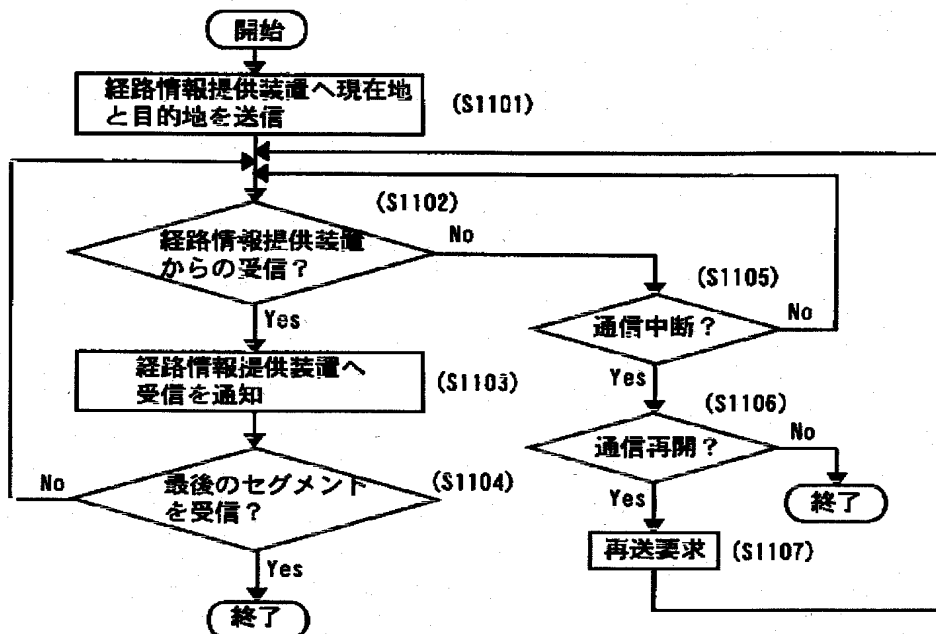 開始
経路情報提供装置へ現在地
と目的地を送信
(S1101)
(S1102)
経路情報提供装置
からの受信？
No
Yes
(S1105)
通信中断？
No
Yes
経路情報提供装置へ
受信を通知
(S1103)
(S1106)
通信再開？
No
Yes
終了
最後のセグメント
を受信？
(S1104)
No
Yes
再送要求
(S1107)
終了